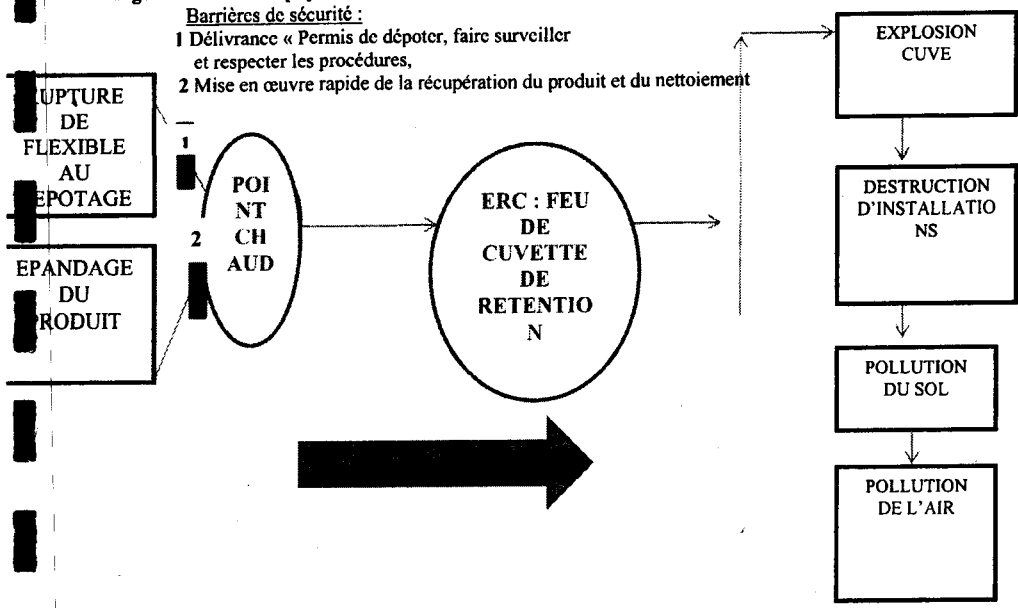 Barrières de sécurité :
1 Délivrance « Permis de dépoter, faire surveiller
et respecter les procédures,
2 Mise en œuvre rapide de la récupération du produit et du nettoiement
UPTURE
DE
FLEXIBLE
AU
EPOTAGE
EPANDAGE
DU
PRODUIT
1
2
POI
NT
CH
AUD
ERC : FEU
DE
CUVETTE
DE
RETENTIO
N
EXPLOSION
CUVE
DESTRUCTION
D'INSTALLATIO
NS
POLLUTION
DU SOL
POLLUTION
DE L'AIR